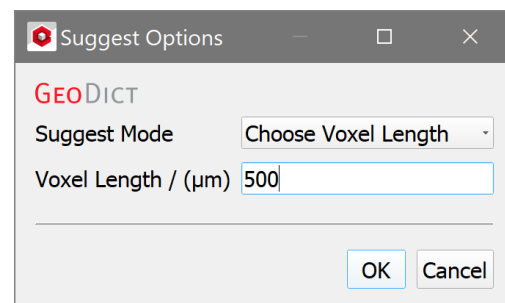 Suggest Options
GEODICT
Suggest Mode Choose Voxel Length
Voxel Length / (µm) 500
OK Cancel